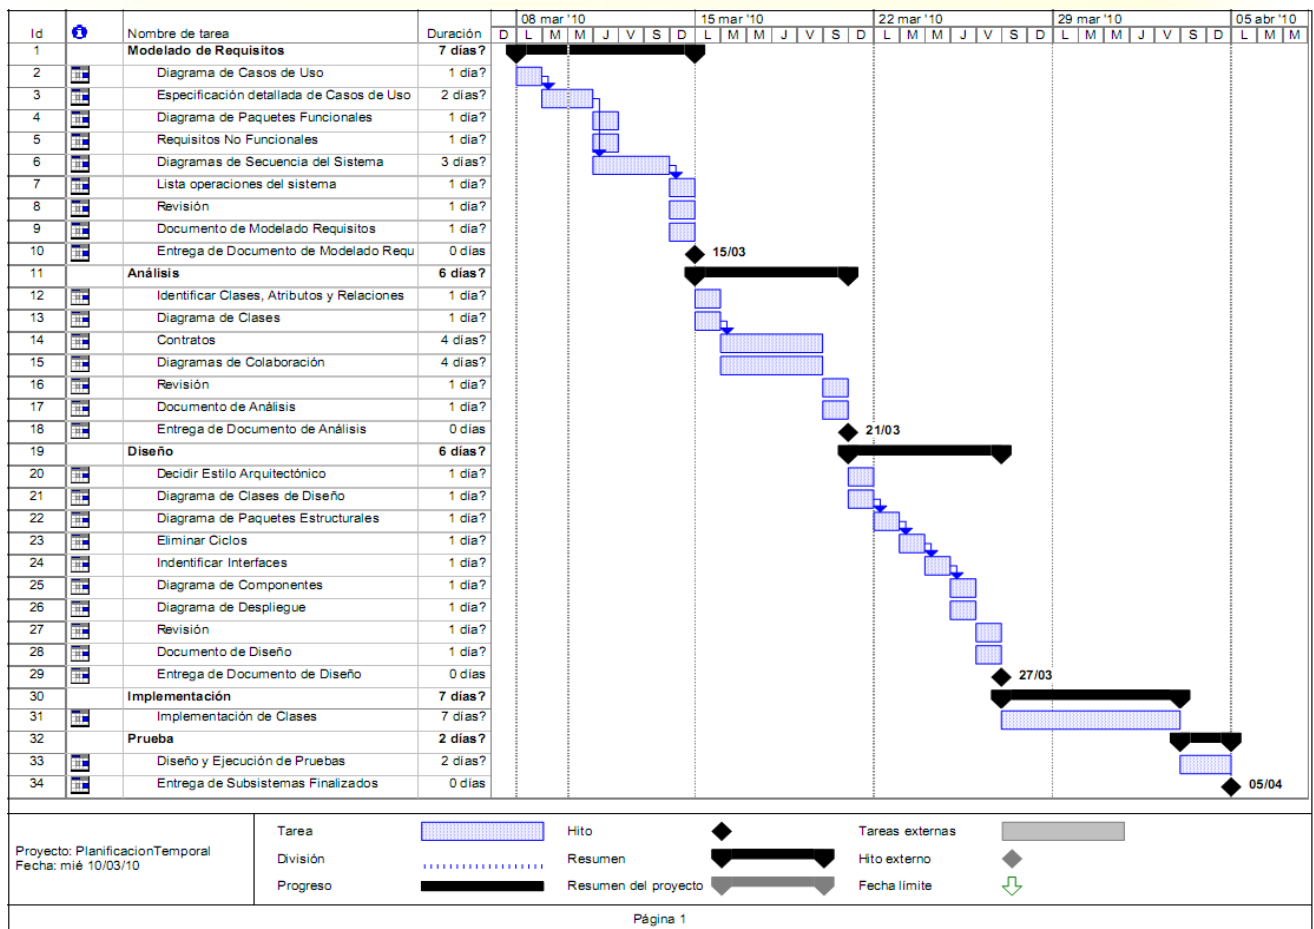 08 mar '10 15 mar '10 22 mar '10 29 mar '10 05 abr '10
Id Nombre de tarea Duración D L M M J V S D L M M J V S D L M M J V S D L M M J V S D L M M
1 Modelado de Requisitos 7 días?
2 Diagrama de Casos de Uso 1 día?
3 Especificación detallada de Casos de Uso 2 días?
4 Diagrama de Paquetes Funcionales 1 día?
5 Requisitos No Funcionales 1 día?
6 Diagramas de Secuencia del Sistema 3 días?
7 Lista operaciones del sistema 1 día?
8 Revisión 1 día?
9 Documento de Modelado Requisitos 1 día?
10 Entrega de Documento de Modelado Requ 0 días 15/03
11 Análisis 6 días?
12 Identificar Clases, Atributos y Relaciones 1 día?
13 Diagrama de Clases 1 día?
14 Contratos 4 días?
15 Diagramas de Colaboración 4 días?
16 Revisión 1 día?
17 Documento de Análisis 1 día?
18 Entrega de Documento de Análisis 0 días 21/03
19 Diseño 6 días?
20 Decidir Estilo Arquitectónico 1 día?
21 Diagrama de Clases de Diseño 1 día?
22 Diagrama de Paquetes Estructurales 1 día?
23 Eliminar Ciclos 1 día?
24 Indentificar Interfaces 1 día?
25 Diagrama de Componentes 1 día?
26 Diagrama de Despliegue 1 día?
27 Revisión 1 día?
28 Documento de Diseño 1 día?
29 Entrega de Documento de Diseño 0 días 27/03
30 Implementación 7 días?
31 Implementación de Clases 7 días?
32 Prueba 2 días?
33 Diseño y Ejecución de Pruebas 2 días?
34 Entrega de Subsistemas Finalizados 0 días 05/04
Proyecto: PlanificacionTemporal
Fecha: mié 10/03/10
Tarea Hito Tareas externas
División Resumen Hito externo
Progreso Resumen del proyecto Fecha límite
Página 1